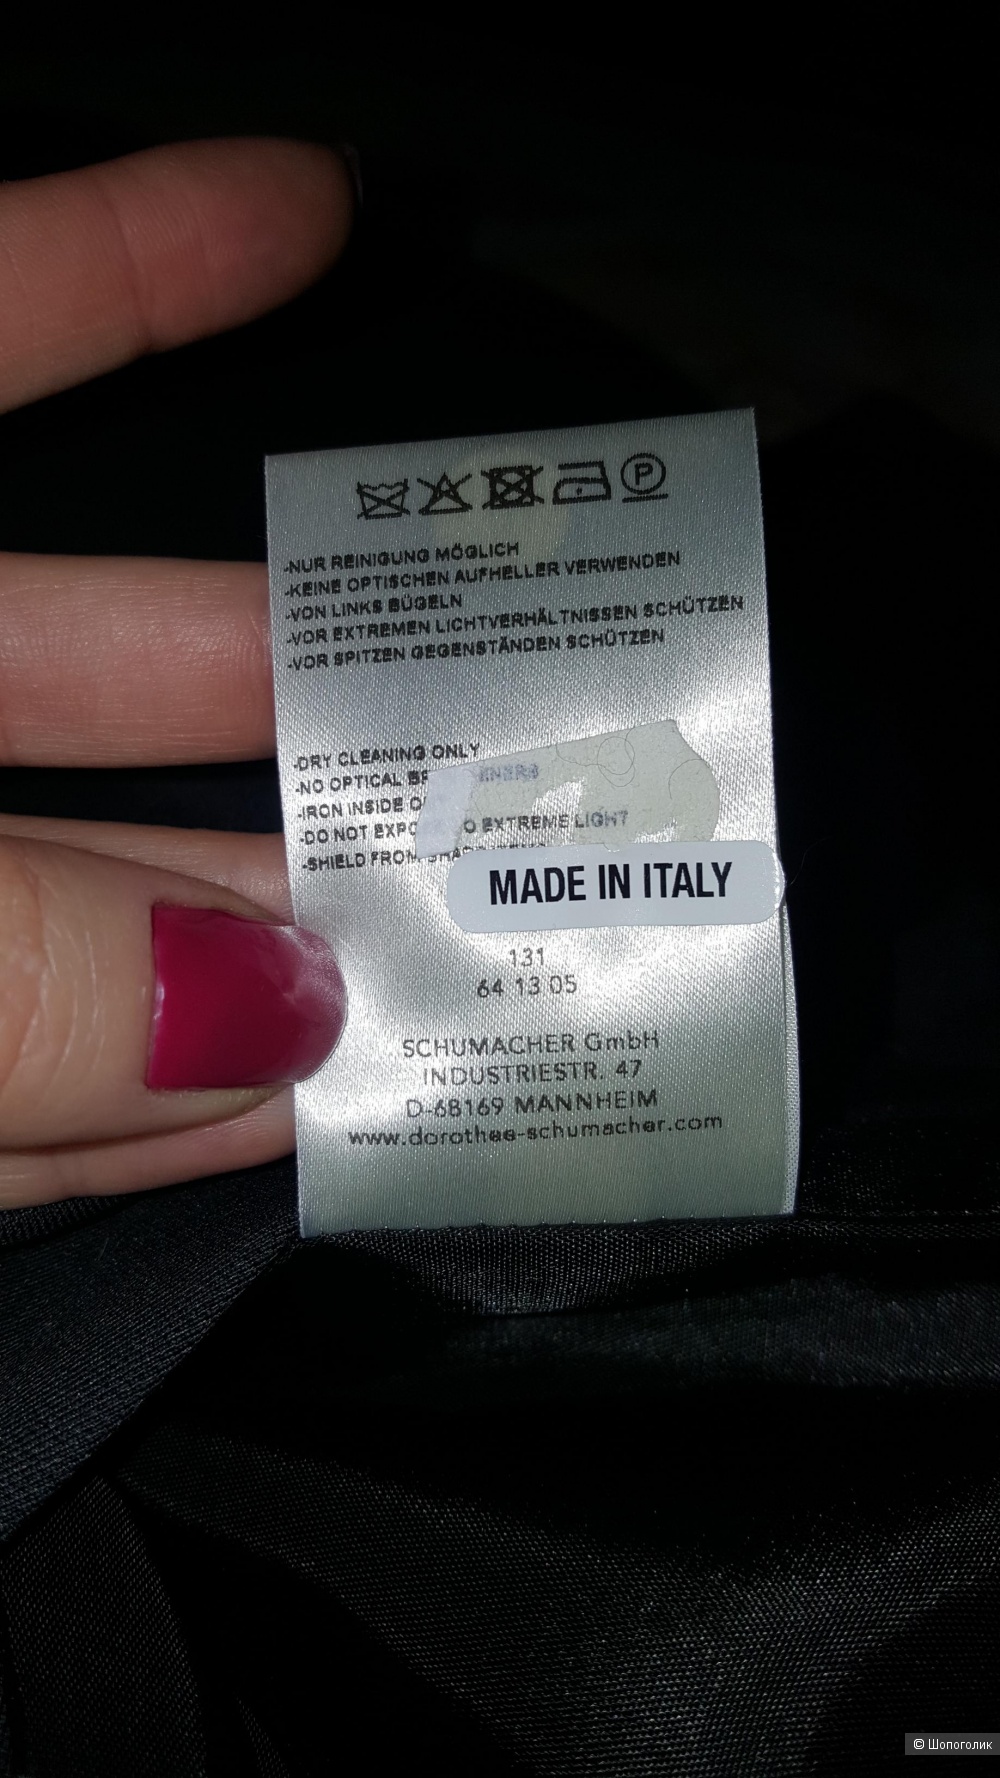 P
-NUR REINIGUNG MÖGLICH
-KEINE OPTISCHEN AUFHELLER VERWENDEN
-VON LINKS BÜGELN
-VOR EXTREMEN LICHTVERHÄLTNISSEN SCHÜTZEN
-VOR SPITZEN GEGENSTÄNDEN SCHÜTZEN
-DRY CLEANING ONLY
-NO OPTICAL
-IRON INSIDE
-DO NOT EXTREME LIGHT
-SHIELD FROM
MADE IN ITALY
131
64 13 05
SCHUMACHER GmbH
INDUSTRIESTR. 47
D-68169 MANNHEIM
www.dorothee-schumacher.com
© Шопоголик